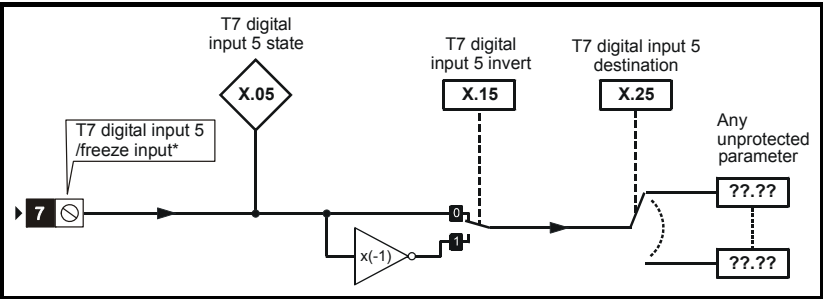 T7 digital
input 5 state
X.05
T7 digital
input 5 invert
X.15
T7 digital input 5
destination
X.25
T7 digital input 5
/freeze input*
Any
unprotected
parameter
7
0
1
x(-1)
??.??
??.??